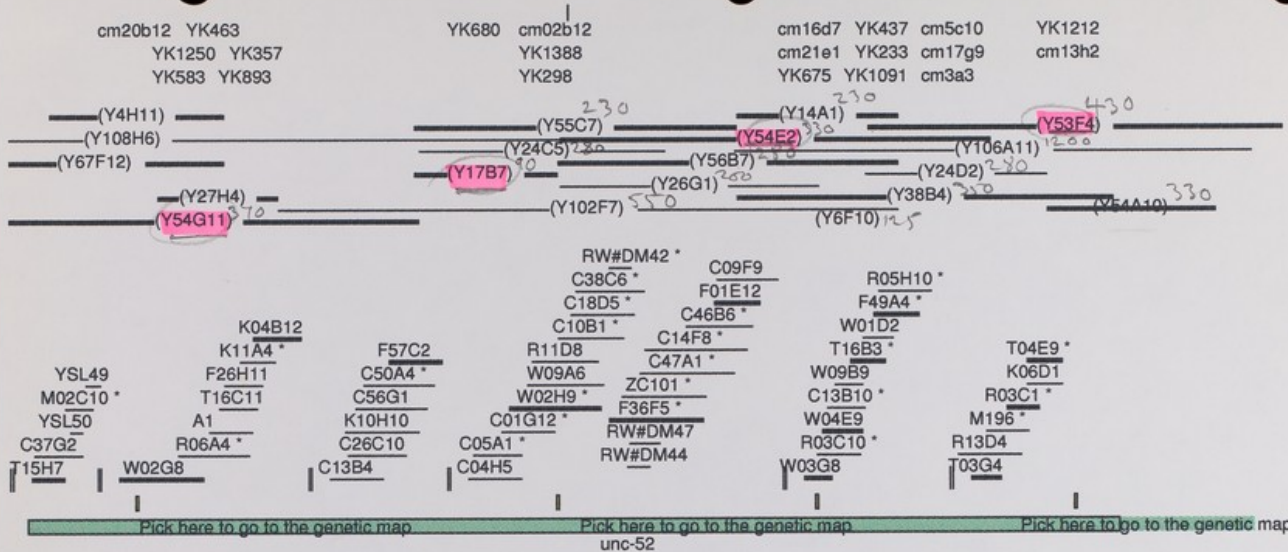 cm20b12 YK463 YK680 cm02b12 cm16d7 YK437 cm5c10 YK1212
YK1250 YK357 YK1388 cm21e1 YK233 cm17g9 cm13h2
YK583 YK893 YK298 YK675 YK1091 cm3a3
(Y4H11) (Y55C7) 230 (Y14A1) 230 (Y53F4) 430
(Y108H6) (Y24C5) 280 (Y54E2) 330 (Y106A11) 1200
(Y67F12) (Y17B7) 90 (Y56B7) (Y24D2) 280
(Y27H4) (Y26G1) 200 (Y38B4) 350
(Y54G11) 370 (Y102F7) 550 (Y6F10) 125 (Y54A10) 330
RW#DM42 *
C38C6 * C09F9 R05H10 *
C18D5 * F01E12 F49A4 *
K04B12 C10B1 * C46B6 * W01D2
K11A4 * F57C2 R11D8 C14F8 * T16B3 * T04E9 *
YSL49 F26H11 C50A4 * W09A6 C47A1 * W09B9 K06D1
M02C10 * T16C11 C56G1 W02H9 * ZC101 * C13B10 * R03C1 *
YSL50 A1 K10H10 C01G12 * F36F5 * W04E9 M196 *
C37G2 R06A4 * C26C10 C05A1 * RW#DM47 R03C10 * R13D4
T15H7 W02G8 C13B4 C04H5 RW#DM44 W03G8 T03G4
Pick here to go to the genetic map Pick here to go to the genetic map Pick here to go to the genetic map
unc-52